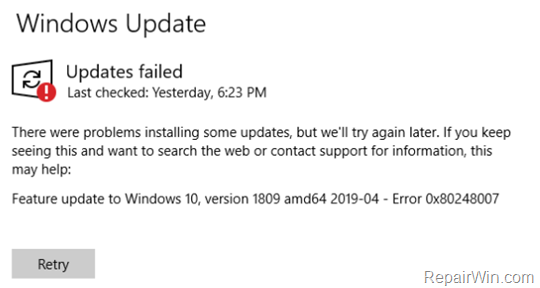 Windows Update
Updates failed
Last checked: Yesterday, 6:23 PM
There were problems installing some updates, but we'll try again later. If you keep
seeing this and want to search the web or contact support for information, this
may help:
Feature update to Windows 10, version 1809 amd64 2019-04 - Error 0x80248007
Retry
RepairWin.com